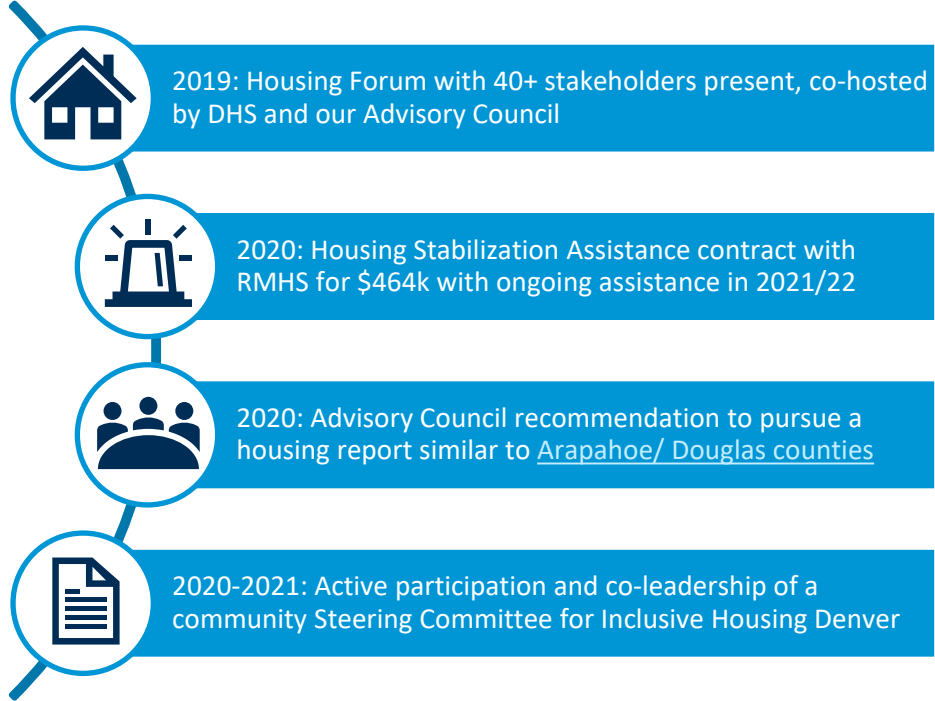 2019: Housing Forum with 40+ stakeholders present, co-hosted
by DHS and our Advisory Council
2020: Housing Stabilization Assistance contract with
RMHS for $464k with ongoing assistance in 2021/22
2020: Advisory Council recommendation to pursue a
housing report similar to Arapahoe/ Douglas counties
2020-2021: Active participation and co-leadership of a
community Steering Committee for Inclusive Housing Denver